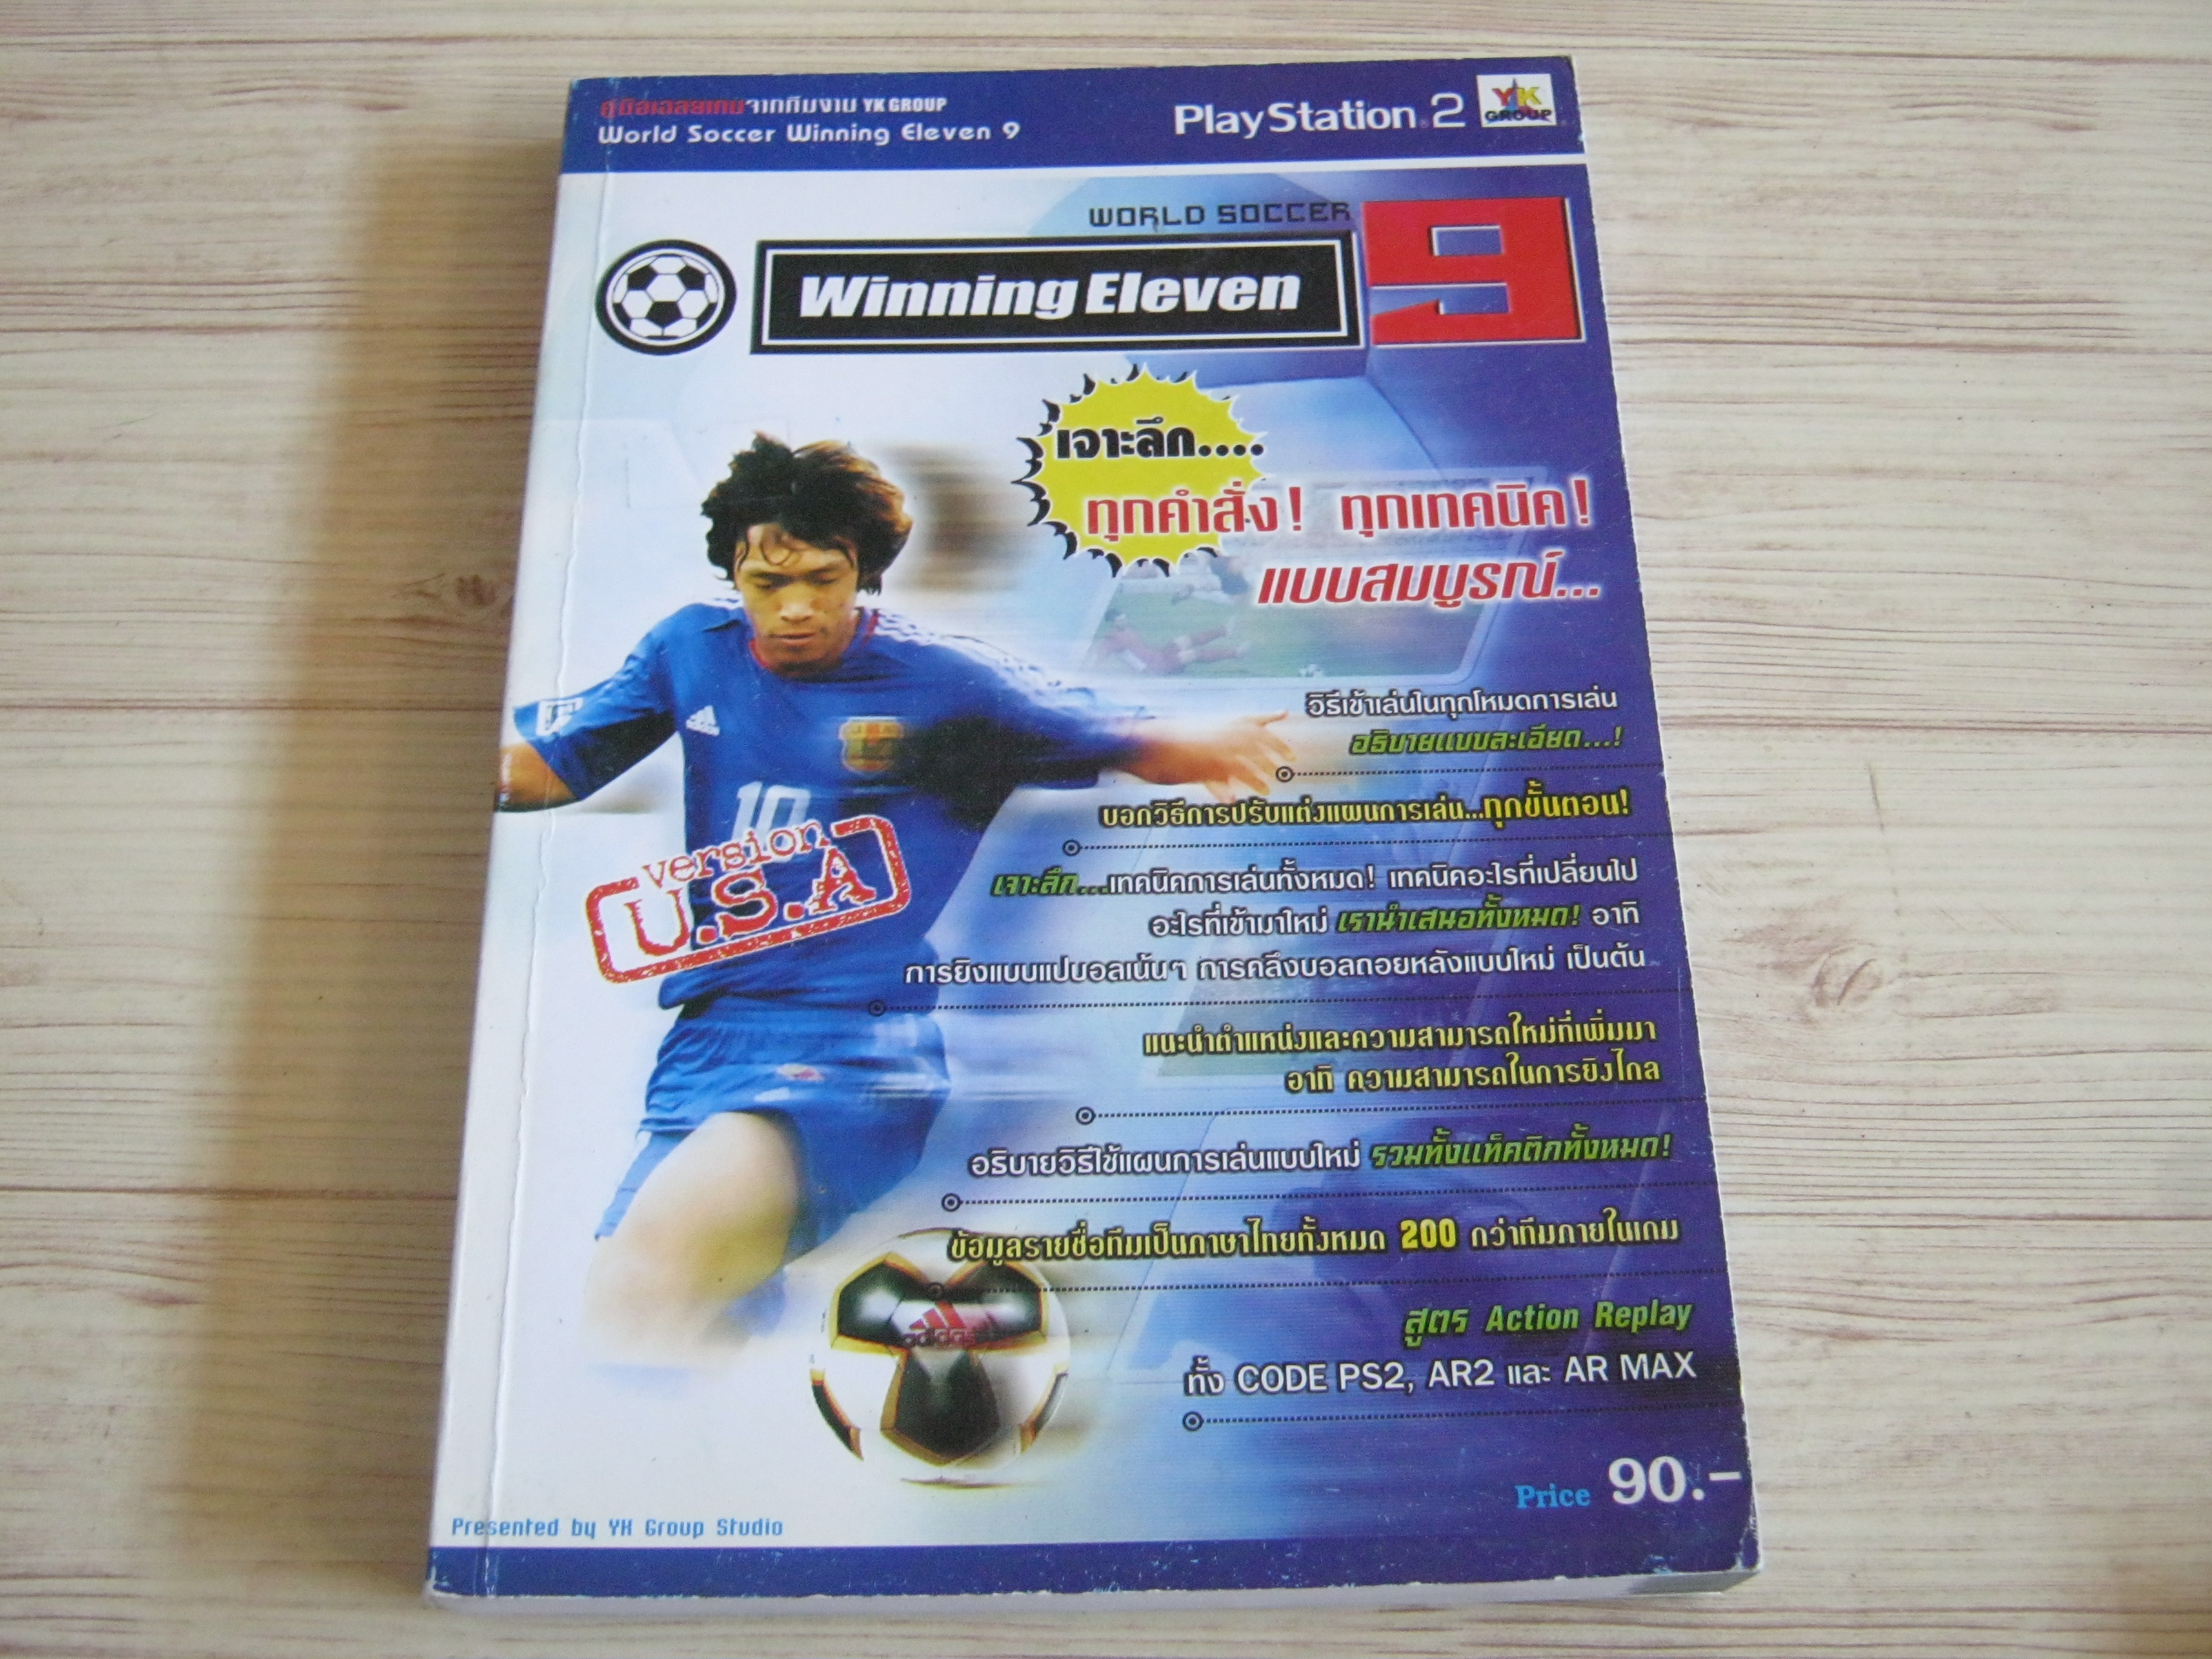 คู่มือเฉลยเกมจากทีมงาน YK GROUP
World Soccer Winning Eleven 9
PlayStation 2
YK GROUP
WORLD SOCCER
Winning Eleven 9
เจาะลึก....
ทุกคำสั่ง! ทุกเทคนิค!
แบบสมบูรณ์...
วิธีเข้าเล่นในทุกโหมดการเล่น
อธิบายแบบละเอียด...!
บอกวิธีการปรับแต่งแผนการเล่น...ทุกขั้นตอน!
10
version
U.S.A
เจาะลึก....เทคนิคการเล่นทั้งหมด! เทคนิคอะไรที่เปลี่ยนไป
อะไรที่เข้ามาใหม่ เรานำเสนอทั้งหมด! อาทิ
การยิงแบบแปบอลเน้นๆ การคลึงบอลถอยหลังแบบใหม่ เป็นต้น
แนะนำตำแหน่งและความสามารถใหม่ที่เพิ่มมา
อาทิ ความสามารถในการยิงไกล
อธิบายวิธีใช้แผนการเล่นแบบใหม่ รวมทั้งแท็คติกทั้งหมด!
ข้อมูลรายชื่อทีมเป็นภาษาไทยทั้งหมด 200 กว่าทีมภายในเกม
adidas
สูตร Action Replay
ทั้ง CODE PS2, AR2 และ AR MAX
Price 90.-
Presented by YK Group Studio